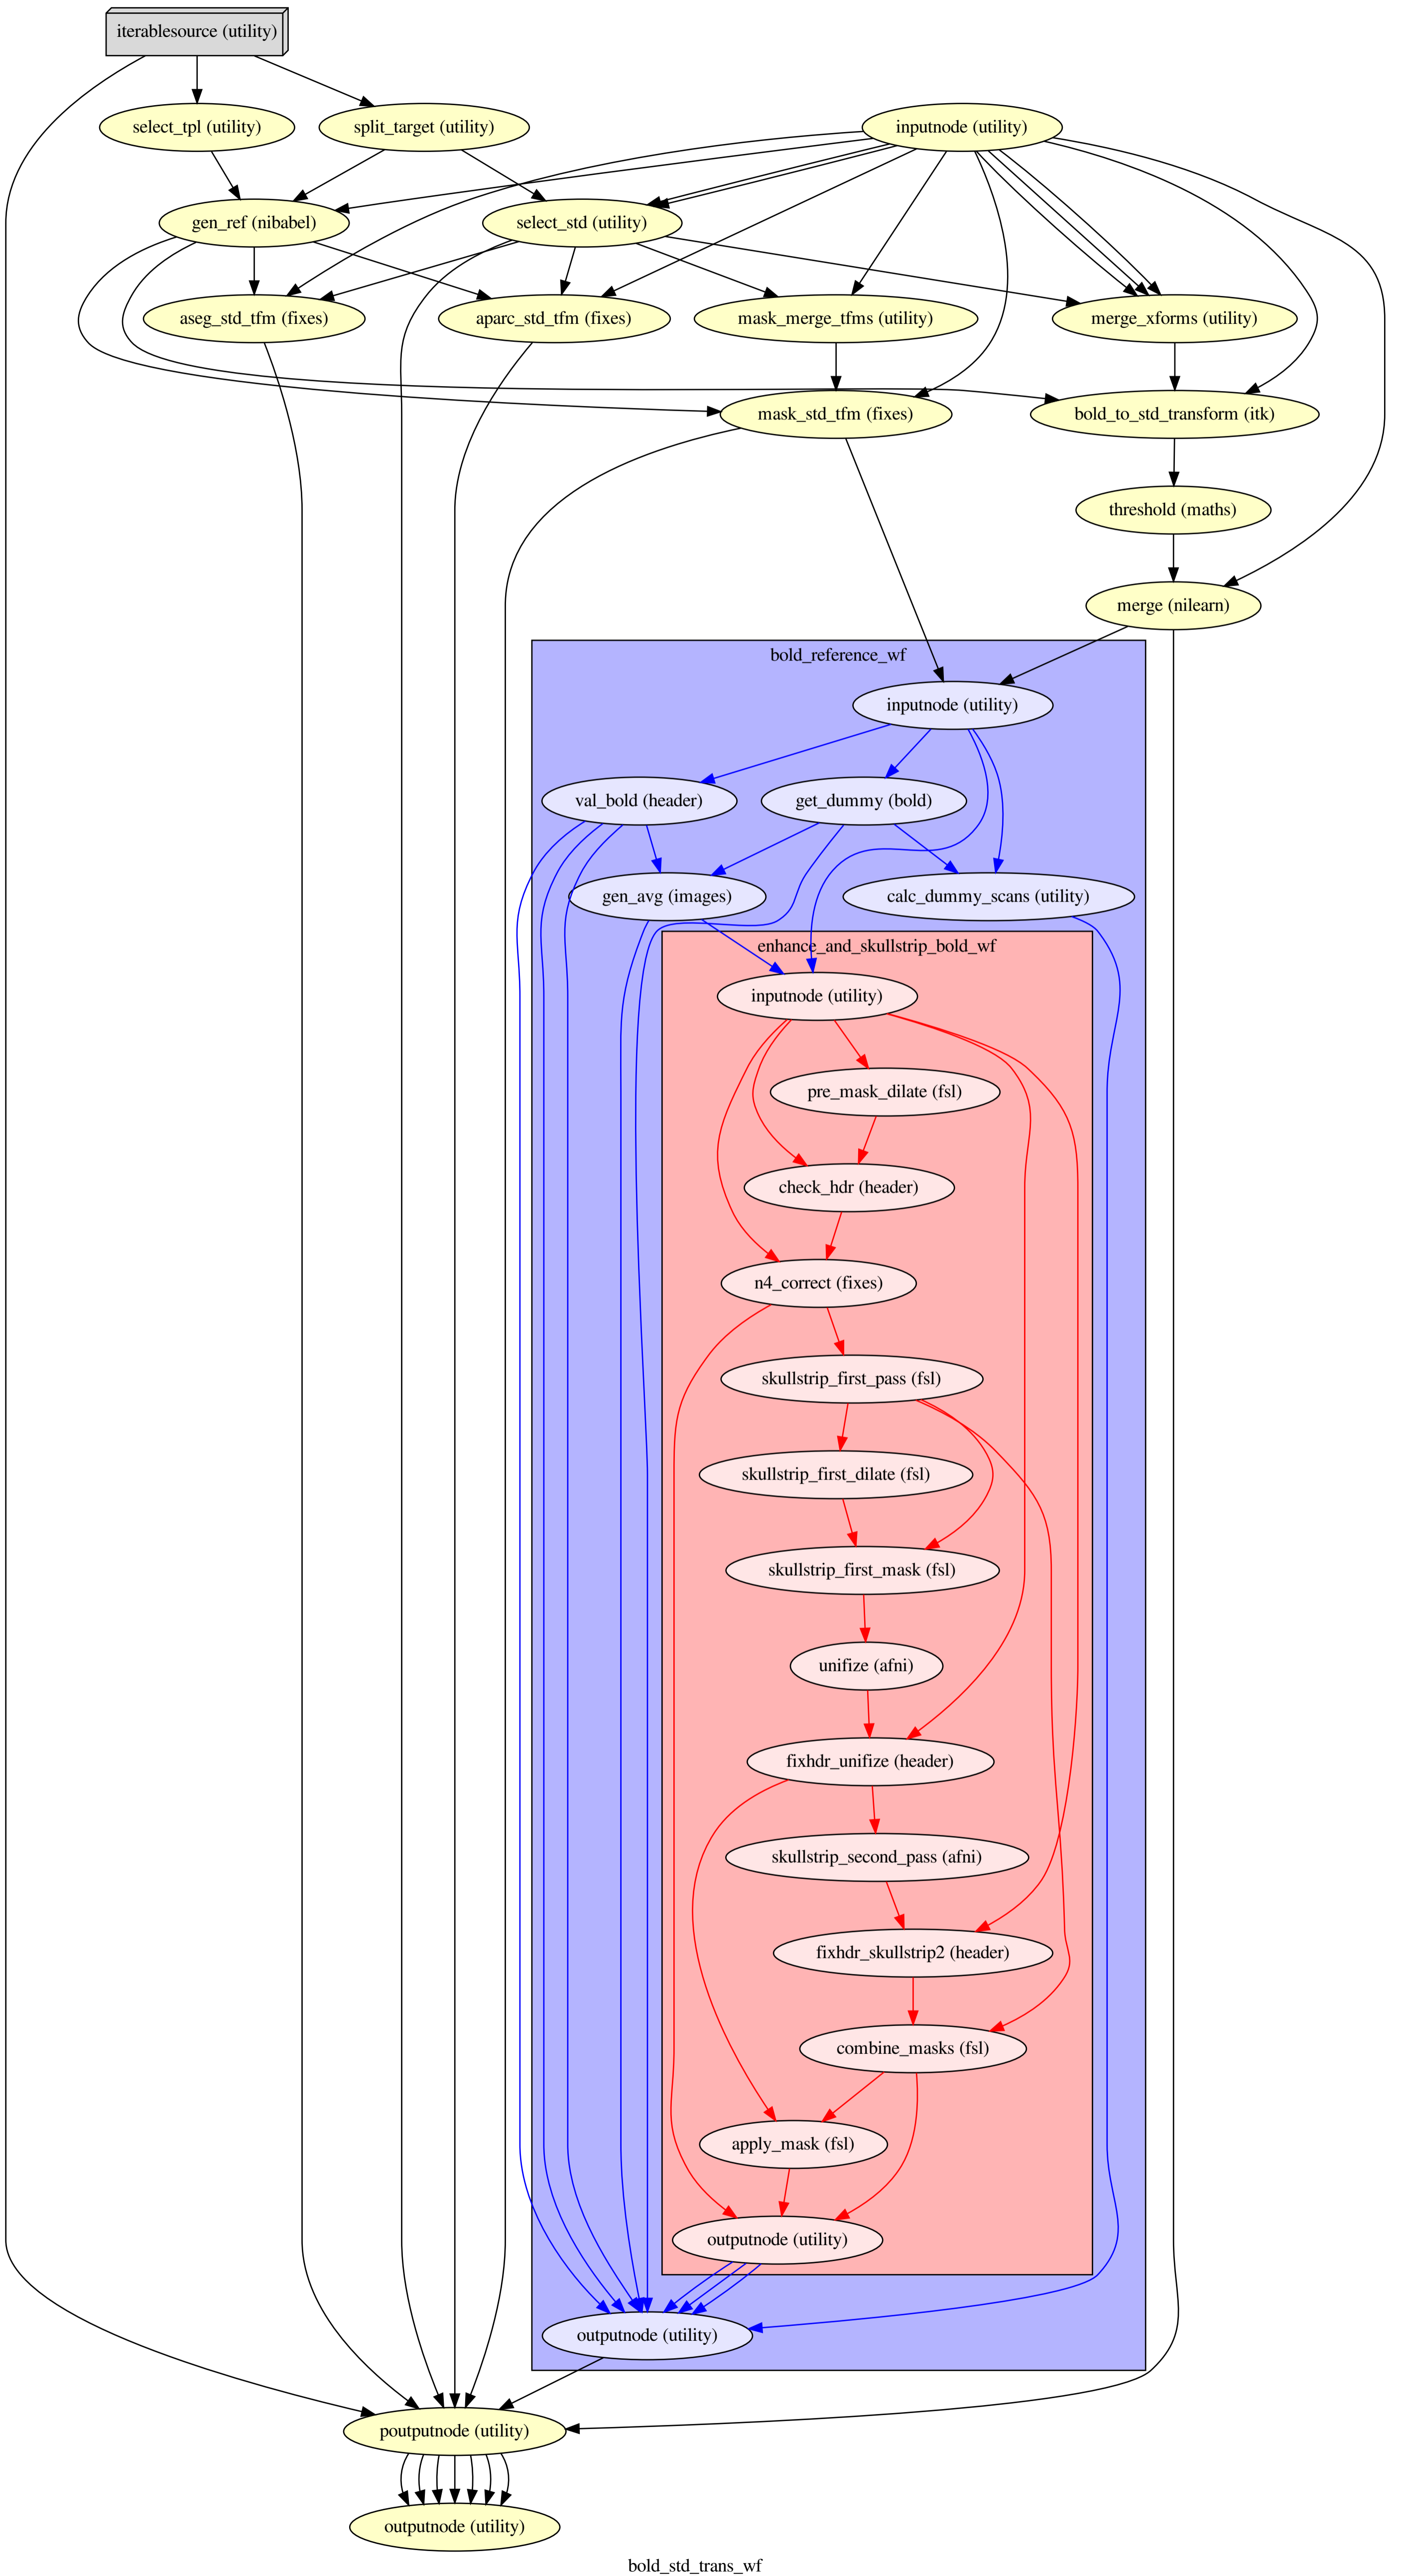 iterablesource (utility)
select_tpl (utility)
split_target (utility)
inputnode (utility)
gen_ref (nibabel)
select_std (utility)
aseg_std_tfm (fixes)
aparc_std_tfm (fixes)
mask_merge_tfms (utility)
merge_xforms (utility)
mask_std_tfm (fixes)
bold_to_std_transform (itk)
threshold (maths)
merge (nilearn)
bold_reference_wf
inputnode (utility)
val_bold (header)
get_dummy (bold)
gen_avg (images)
calc_dummy_scans (utility)
enhance_and_skullstrip_bold_wf
inputnode (utility)
pre_mask_dilate (fsl)
check_hdr (header)
n4_correct (fixes)
skullstrip_first_pass (fsl)
skullstrip_first_dilate (fsl)
skullstrip_first_mask (fsl)
unifize (afni)
fixhdr_unifize (header)
skullstrip_second_pass (afni)
fixhdr_skullstrip2 (header)
combine_masks (fsl)
apply_mask (fsl)
outputnode (utility)
outputnode (utility)
poutputnode (utility)
outputnode (utility)
bold_std_trans_wf